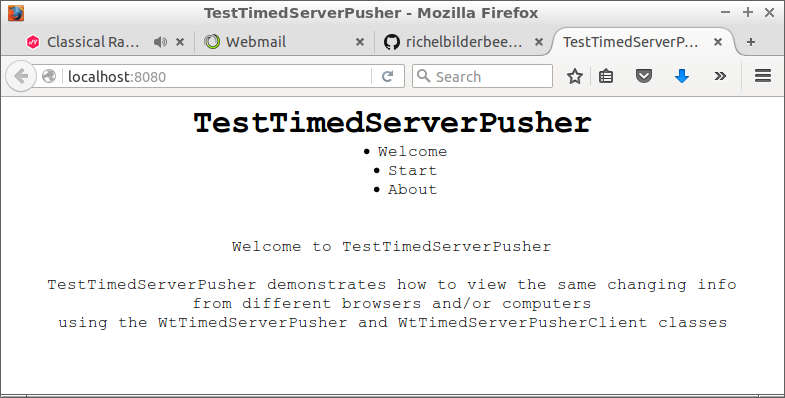 TestTimedServerPusher - Mozilla Firefox
Classical Ra... Webmail richelbilderbee... TestTimedServerP...
localhost:8080 Search
TestTimedServerPusher
Welcome
Start
About
Welcome to TestTimedServerPusher
TestTimedServerPusher demonstrates how to view the same changing info
from different browsers and/or computers
using the WtTimedServerPusher and WtTimedServerPusherClient classes